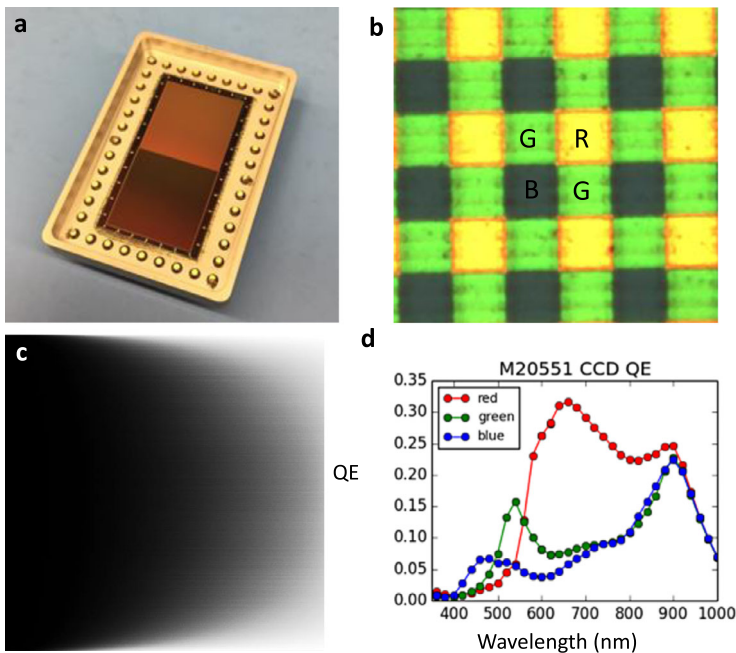 a
b
G R
B G
c
d
M20551 CCD QE
0.35
0.30
0.25
0.20
0.15
0.10
0.05
0.00
red
green
blue
QE
400 500 600 700 800 900 1000
Wavelength (nm)